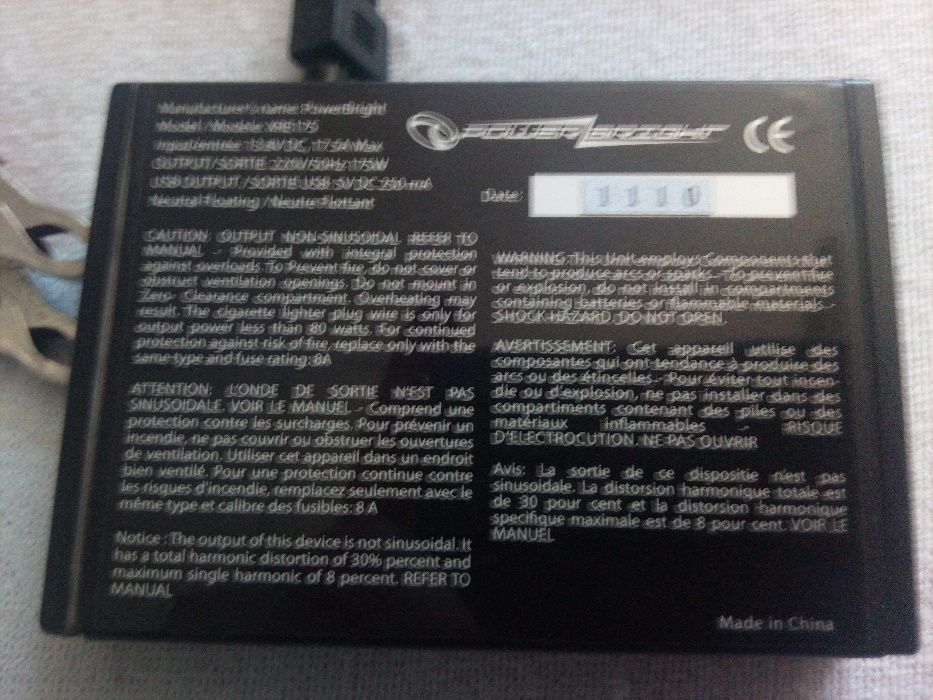 Manufacturer's name: PowerBright
Model / Modele:
Input/entrée : 13.8V DC, 17.5A Max
OUTPUT/SORTIE: 220V/50Hz 175W
USB OUTPUT / SORTIE USB 5V DC 250 mA
Neutral Floating / Neutre Flottant
POWER BRIGHT
CE
Date: 1110
CAUTION: OUTPUT NON-SINUSOIDAL REFER TO
MANUAL - Provided with integral protection
against overloads. To Prevent fire, do not cover or
obstruct ventilation openings. Do not mount in
Zero- Clearance compartment. Overheating may
result. The cigarette lighter plug wire is only for
output power less than 80 watts. For continued
protection against risk of fire, replace only with the
same type and fuse rating: 8A
ATTENTION: L'ONDE DE SORTIE N'EST PAS
SINUSOIDALE. VOIR LE MANUEL - Comprend une
protection contre les surcharges. Pour prévenir un
incendie, ne pas couvrir ou obstruer les ouvertures
de ventilation. Utiliser cet appareil dans un endroit
bien ventilé. Pour une protection continue contre
les risques d'incendie, remplacez seulement avec le
même type et calibre des fusibles: 8 A
Notice : The output of this device is not sinusoidal. It
has a total harmonic distortion of 30% percent and
maximum single harmonic of 8 percent. REFER TO
MANUAL
WARNING: This Unit employs Components that
tend to produce arcs or sparks - To prevent fire
or explosion, do not install in compartments
containing batteries or flammable materials -
SHOCK HAZARD. DO NOT OPEN
AVERTISSEMENT: Cet appareil utilise des
composantes qui ont tendance à produire des
arcs ou des étincelles - Pour éviter tout incen-
die ou d'explosion, ne pas installer dans des
compartiments contenant des piles ou des
matériaux inflammables - RISQUE
D'ELECTROCUTION. NE PAS OUVRIR
Avis: La sortie de ce dispositie n'est pas
sinusoidale. La distorsion harmonique totale est
de 30 pour cent et la distorsion harmonique
specifique maximale est de 8 pour cent. VOIR LE
MANUEL
Made in China